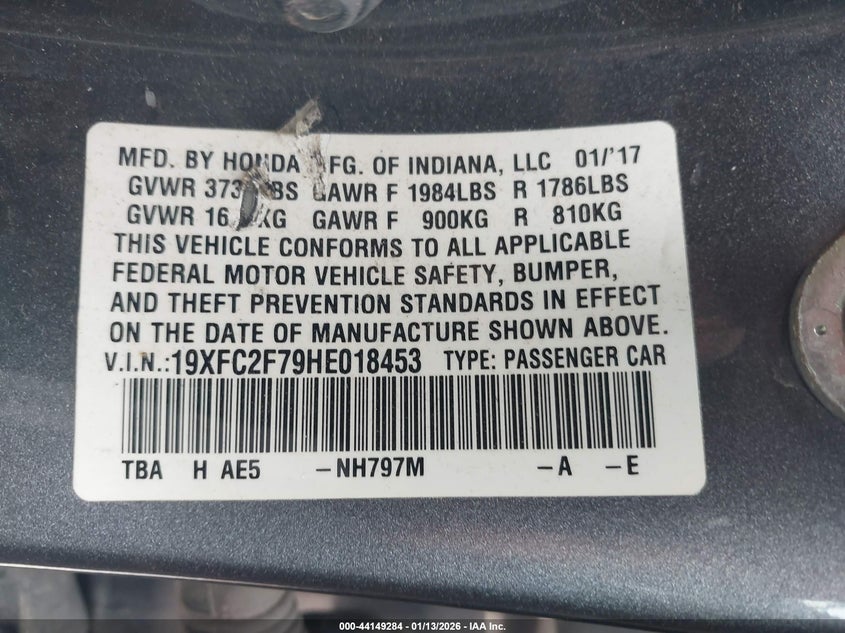 MFD. BY HONDA MFG. OF INDIANA, LLC 01/'17
GVWR LBS GAWR F 1984LBS R 1786LBS
GVWR KG GAWR F 900KG R 810KG
THIS VEHICLE CONFORMS TO ALL APPLICABLE
FEDERAL MOTOR VEHICLE SAFETY, BUMPER,
AND THEFT PREVENTION STANDARDS IN EFFECT
ON THE DATE OF MANUFACTURE SHOWN ABOVE.
V.I.N.:19XFC2F79HE018453 TYPE: PASSENGER CAR
TBA H AE5 -NH797M -A -E
000-44149284 - 01/13/2026 - IAA Inc.